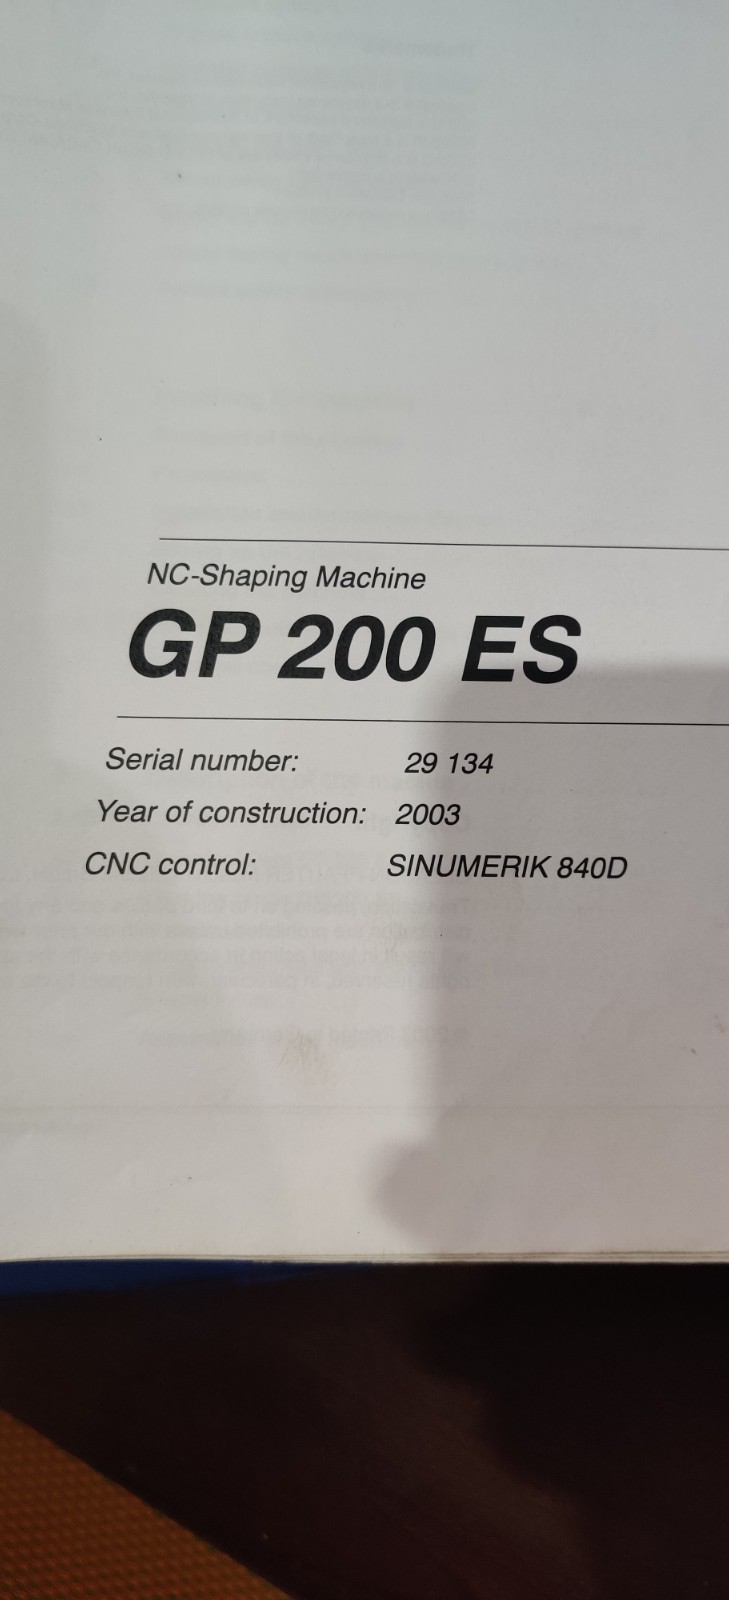 NC-Shaping Machine
GP 200 ES
Serial number: 29 134
Year of construction: 2003
CNC control: SINUMERIK 840D